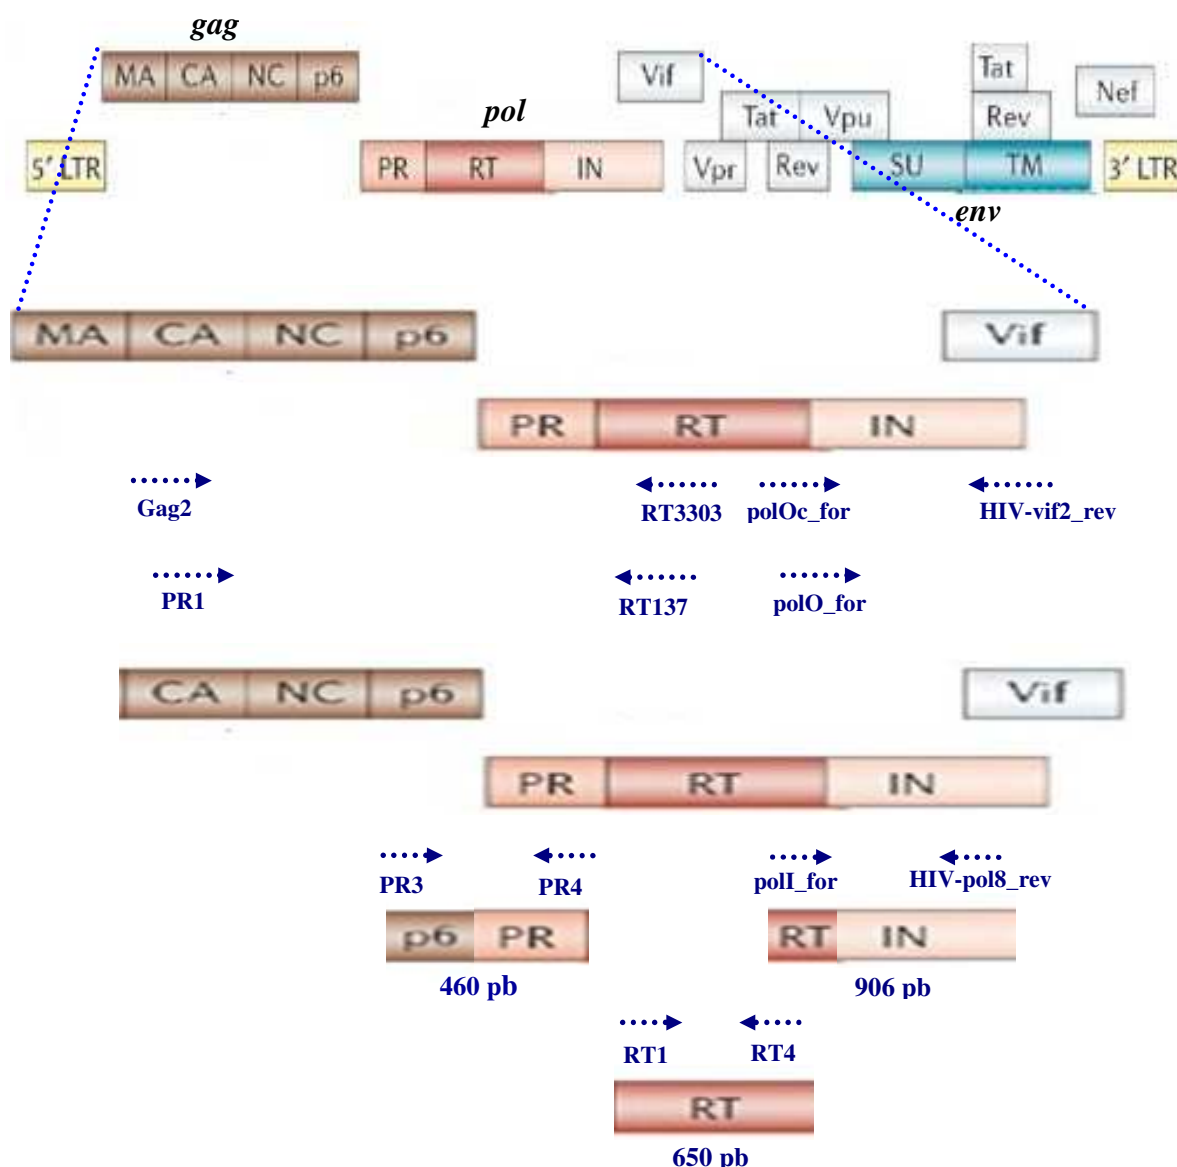 gag
MA CA NC p6
Vif
Tat
Nef
pol
Tat Vpu
Rev
5′ LTR
PR RT IN
Vpr
Rev
SU TM
3′ LTR
env
MA CA NC p6
Vif
PR RT IN
Gag2
RT3303
polOc_for
HIV-vif2_rev
PR1
RT137
polO_for
CA NC p6
Vif
PR RT IN
PR3
PR4
polI_for
HIV-pol8_rev
p6 PR
RT IN
460 pb
906 pb
RT1
RT4
RT
650 pb